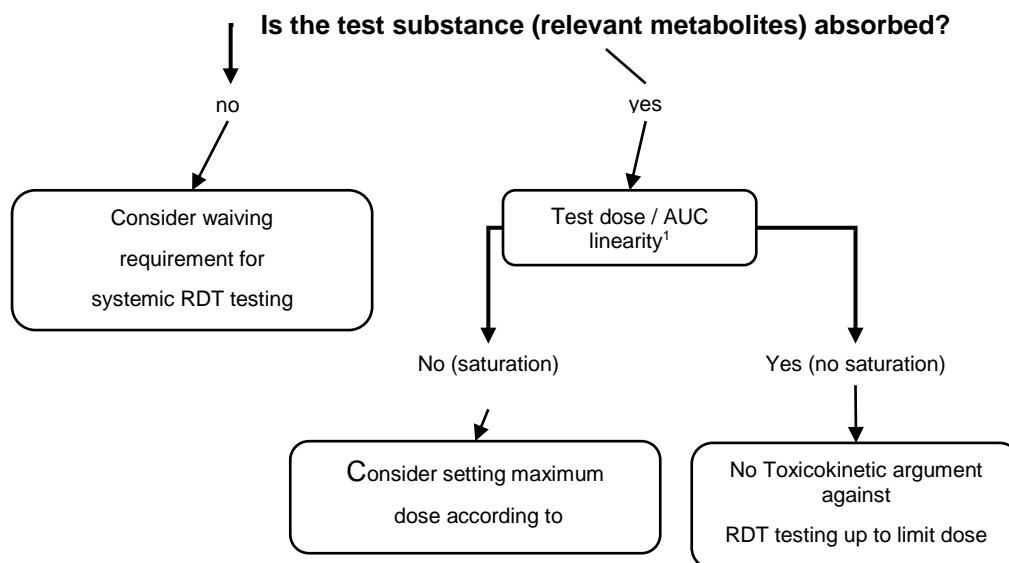 Is the test substance (relevant metabolites) absorbed?
no
yes
Consider waiving
requirement for
systemic RDT testing
Test dose / AUC
linearity¹
No (saturation)
Yes (no saturation)
Consider setting maximum
dose according to
No Toxicokinetic argument
against
RDT testing up to limit dose